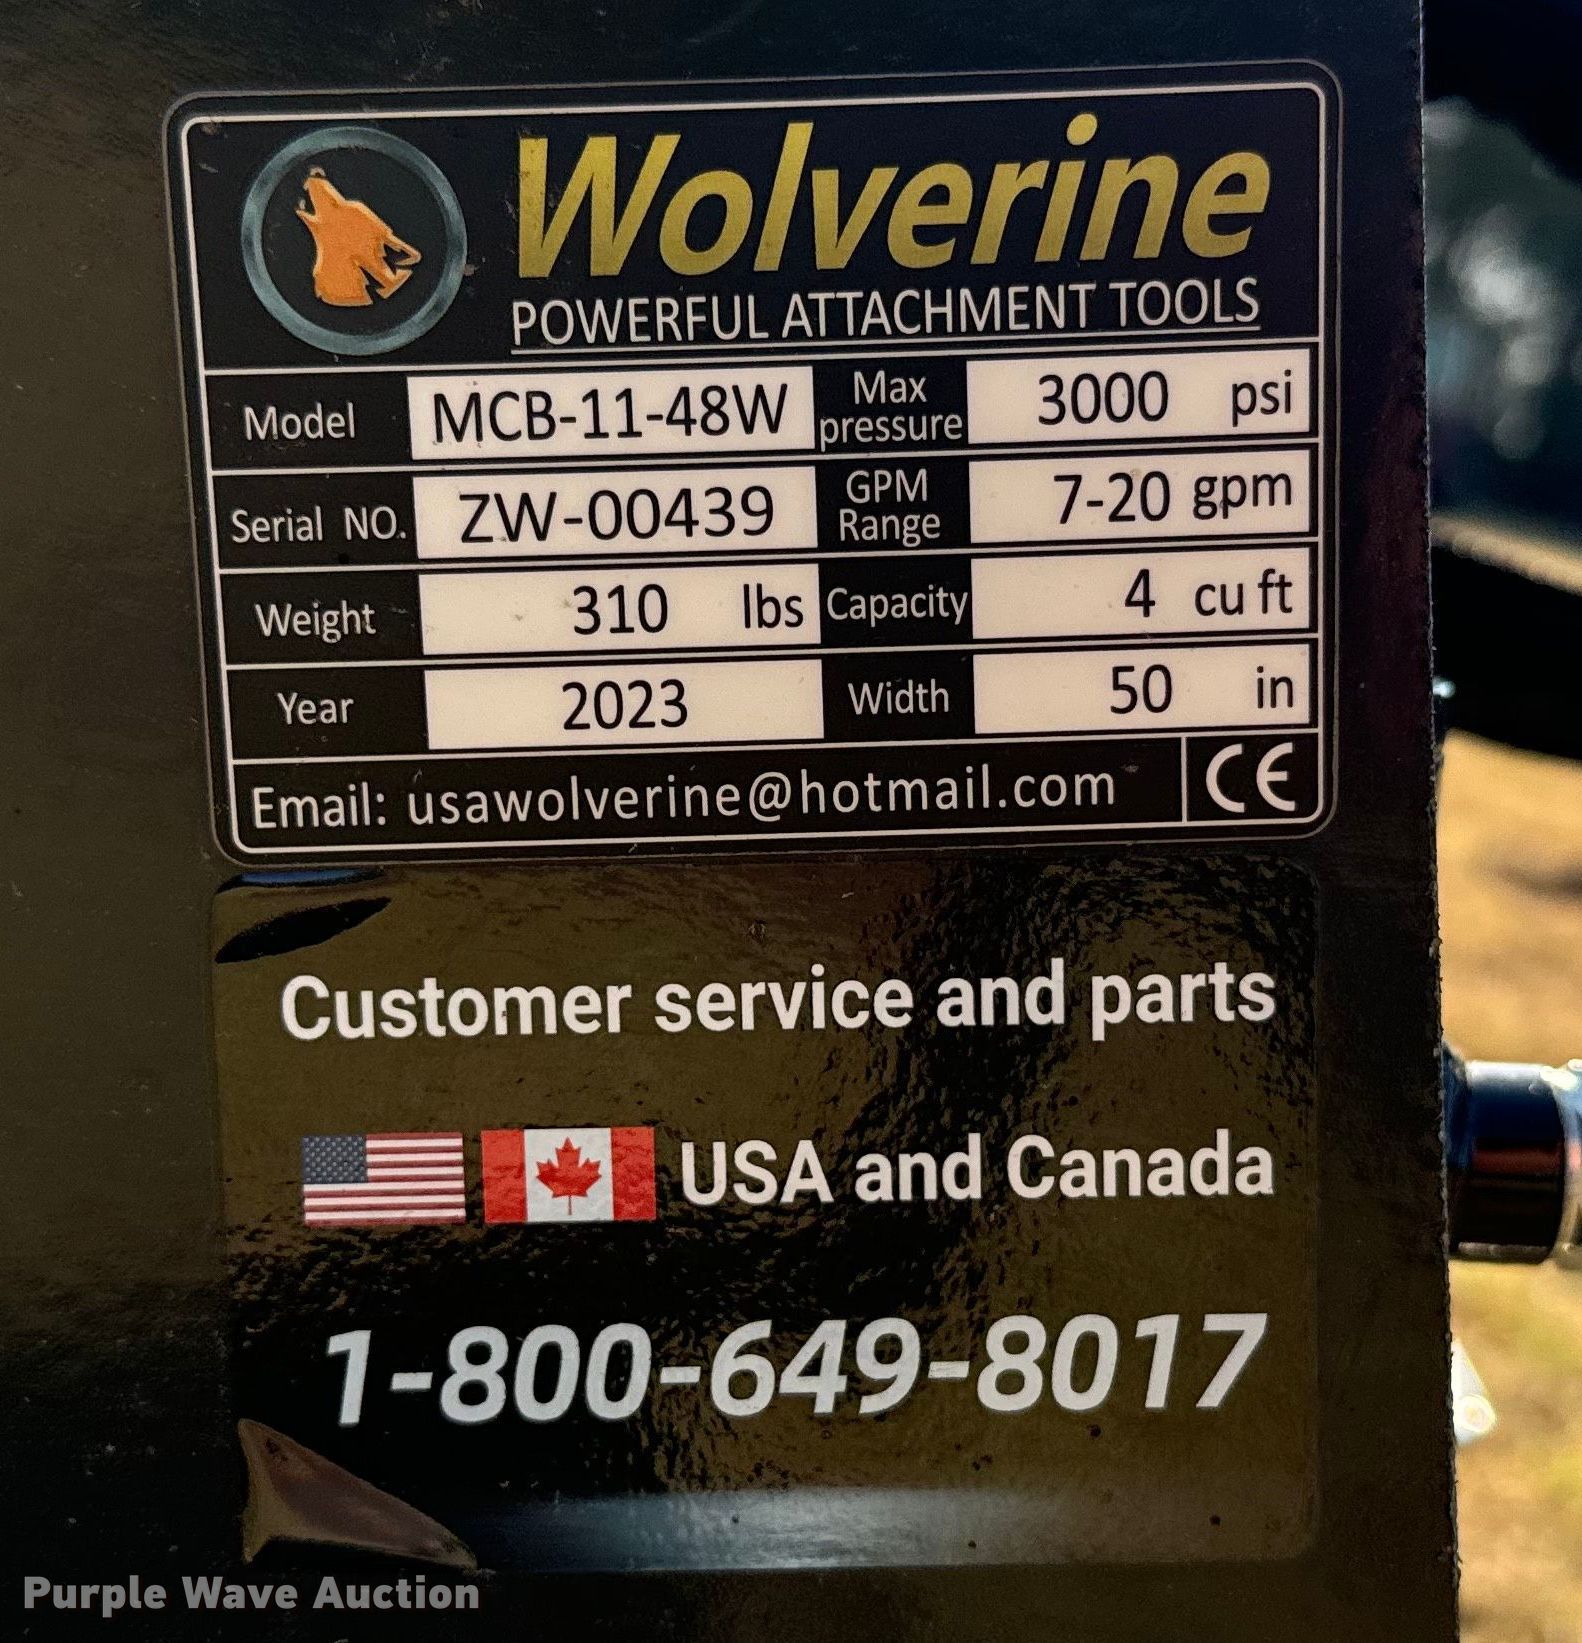 Wolverine
POWERFUL ATTACHMENT TOOLS
Model MCB-11-48W Max pressure 3000 psi
Serial NO. ZW-00439 GPM Range 7-20 gpm
Weight 310 lbs Capacity 4 cu ft
Year 2023 Width 50 in
Email: usawolverine@hotmail.com CE
Customer service and parts
USA and Canada
1-800-649-8017
Purple Wave Auction